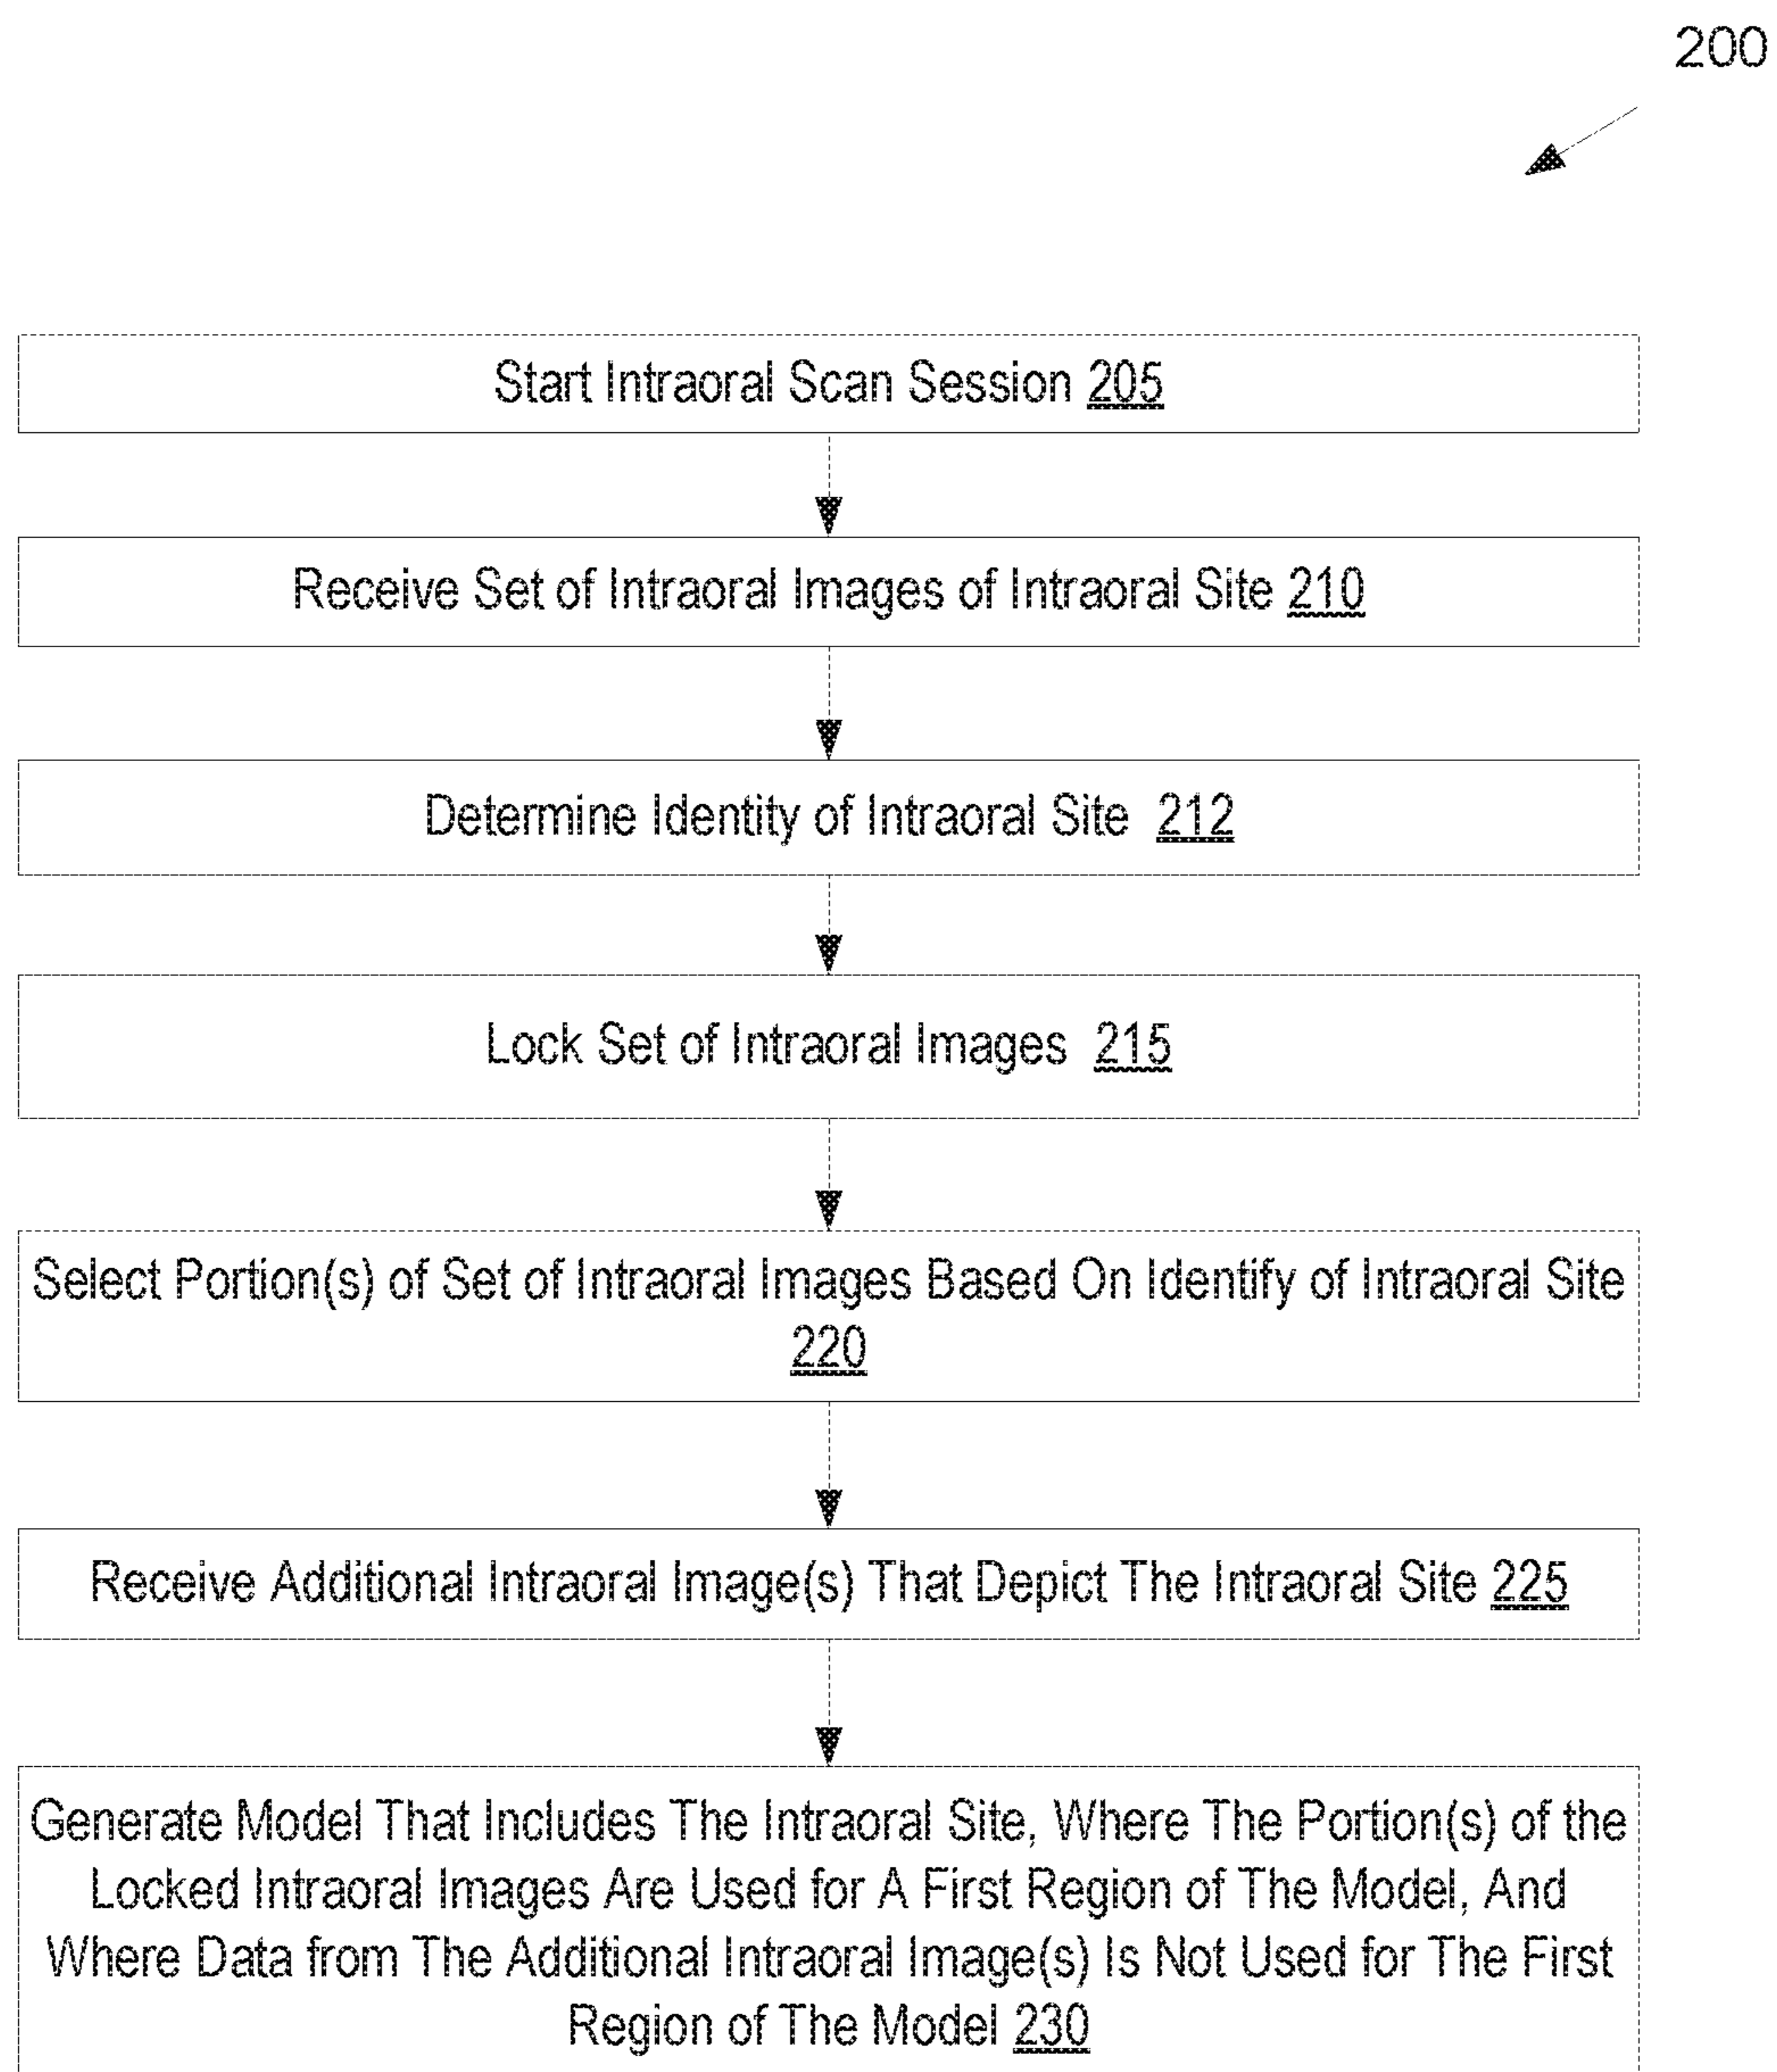 200
Start Intraoral Scan Session 205
Receive Set of Intraoral Images of Intraoral Site 210
Determine Identity of Intraoral Site 212
Lock Set of Intraoral Images 215
Select Portion(s) of Set of Intraoral Images Based On Identify of Intraoral Site
220
Receive Additional Intraoral Image(s) That Depict The Intraoral Site 225
Generate Model That Includes The Intraoral Site, Where The Portion(s) of the
Locked Intraoral Images Are Used for A First Region of The Model, And
Where Data from The Additional Intraoral Image(s) Is Not Used for The First
Region of The Model 230